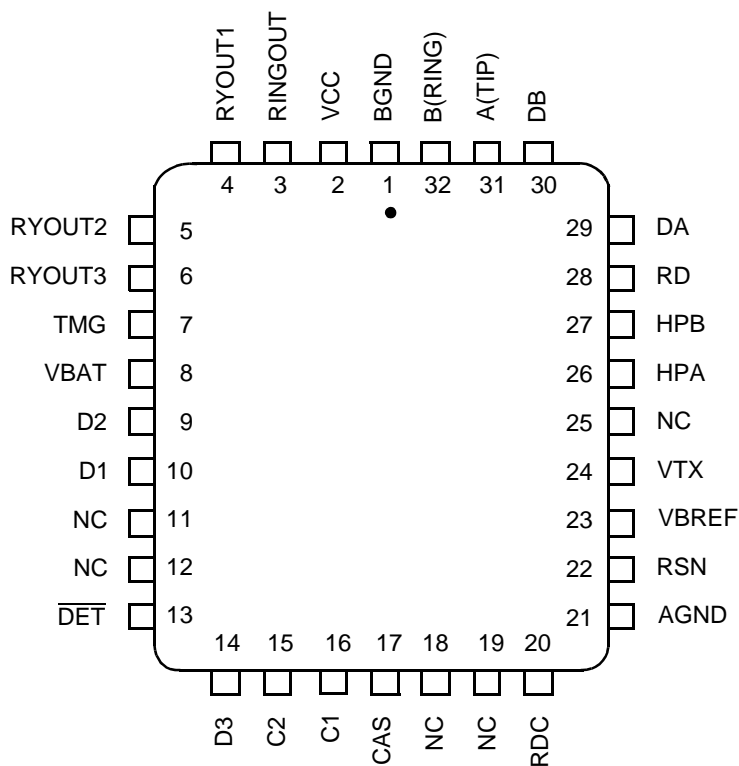 RYOUT1
RINGOUT
VCC
BGND
B(RING)
A(TIP)
DB
4 3 2 1 32 31 30
RYOUT2 5 29 DA
RYOUT3 6 28 RD
TMG 7 27 HPB
VBAT 8 26 HPA
D2 9 25 NC
D1 10 24 VTX
NC 11 23 VBREF
NC 12 22 RSN
D̅E̅T̅ 13 21 AGND
14 15 16 17 18 19 20
D3
C2
C1
CAS
NC
NC
RDC